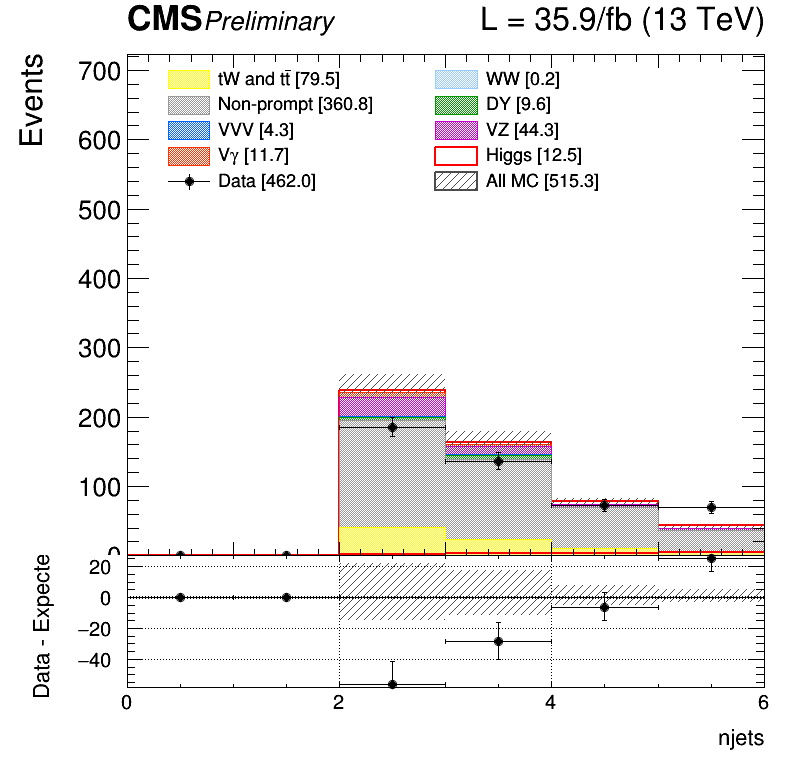 CMS Preliminary L = 35.9/fb (13 TeV)
Events
700
600
500
400
300
200
100
0
tW and tt̄ [79.5]
Non-prompt [360.8]
VVV [4.3]
Vγ [11.7]
Data [462.0]
WW [0.2]
DY [9.6]
VZ [44.3]
Higgs [12.5]
All MC [515.3]
Data - Expecte
20
0
−20
−40
0 2 4 6
njets